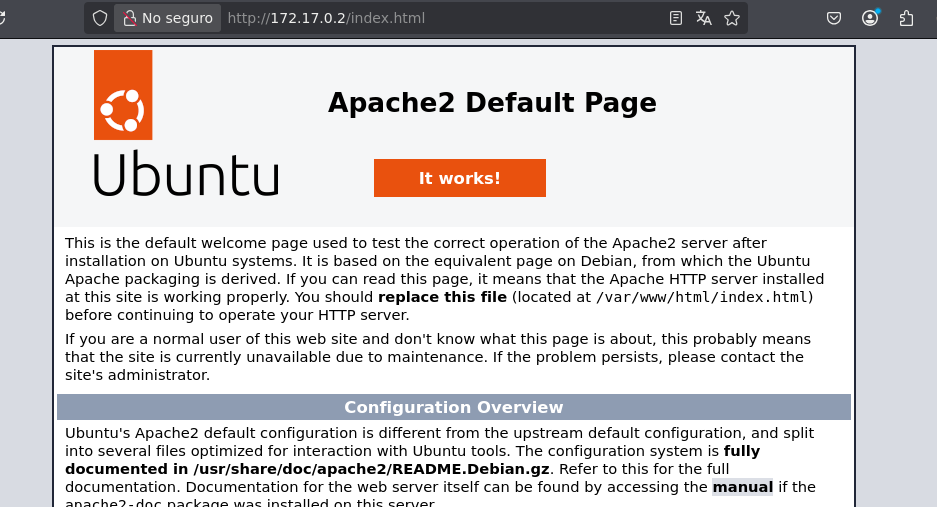 No seguro
http://172.17.0.2/index.html
Ubuntu
Apache2 Default Page
It works!
This is the default welcome page used to test the correct operation of the Apache2 server after
installation on Ubuntu systems. It is based on the equivalent page on Debian, from which the Ubuntu
Apache packaging is derived. If you can read this page, it means that the Apache HTTP server installed
at this site is working properly. You should replace this file (located at /var/www/html/index.html)
before continuing to operate your HTTP server.
If you are a normal user of this web site and don't know what this page is about, this probably means
that the site is currently unavailable due to maintenance. If the problem persists, please contact the
site's administrator.
Configuration Overview
Ubuntu's Apache2 default configuration is different from the upstream default configuration, and split
into several files optimized for interaction with Ubuntu tools. The configuration system is fully
documented in /usr/share/doc/apache2/README.Debian.gz. Refer to this for the full
documentation. Documentation for the web server itself can be found by accessing the manual if the
apache2-doc package was installed on this server.